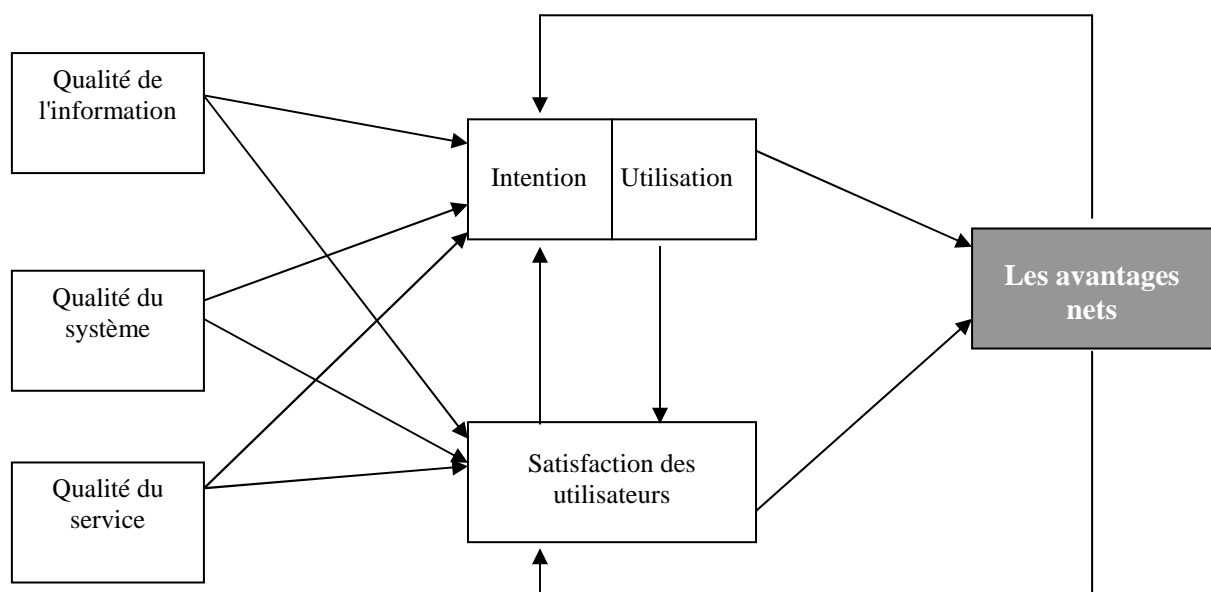 Qualité de
l'information
Intention
Utilisation
Les avantages
nets
Qualité du
système
Satisfaction des
utilisateurs
Qualité du
service